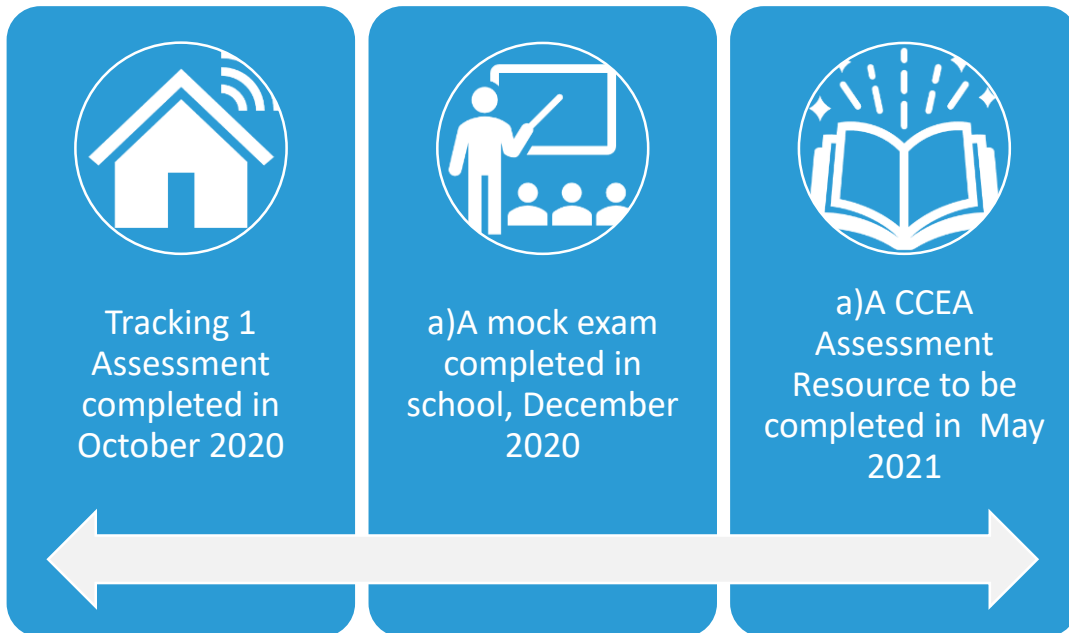 Tracking 1
Assessment
completed in
October 2020
a)A mock exam
completed in
school, December
2020
a)A CCEA
Assessment
Resource to be
completed in  May
2021